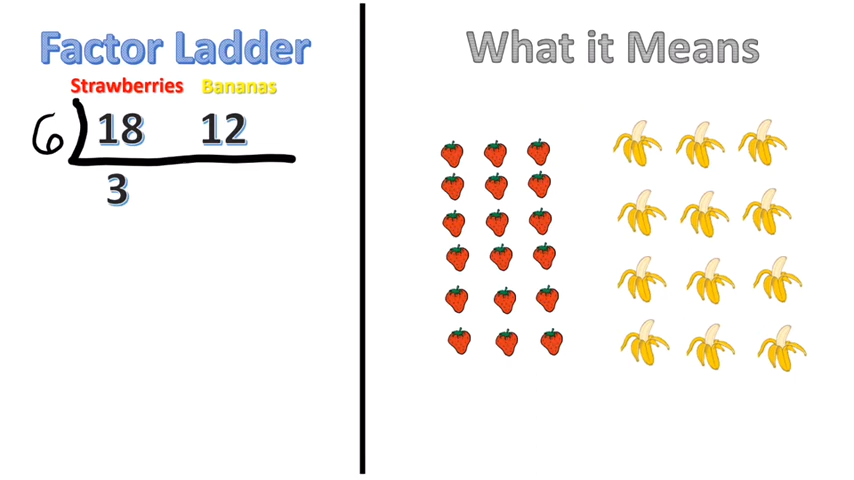 Factor Ladder
Strawberries Bananas
6 18 12
3
What it Means